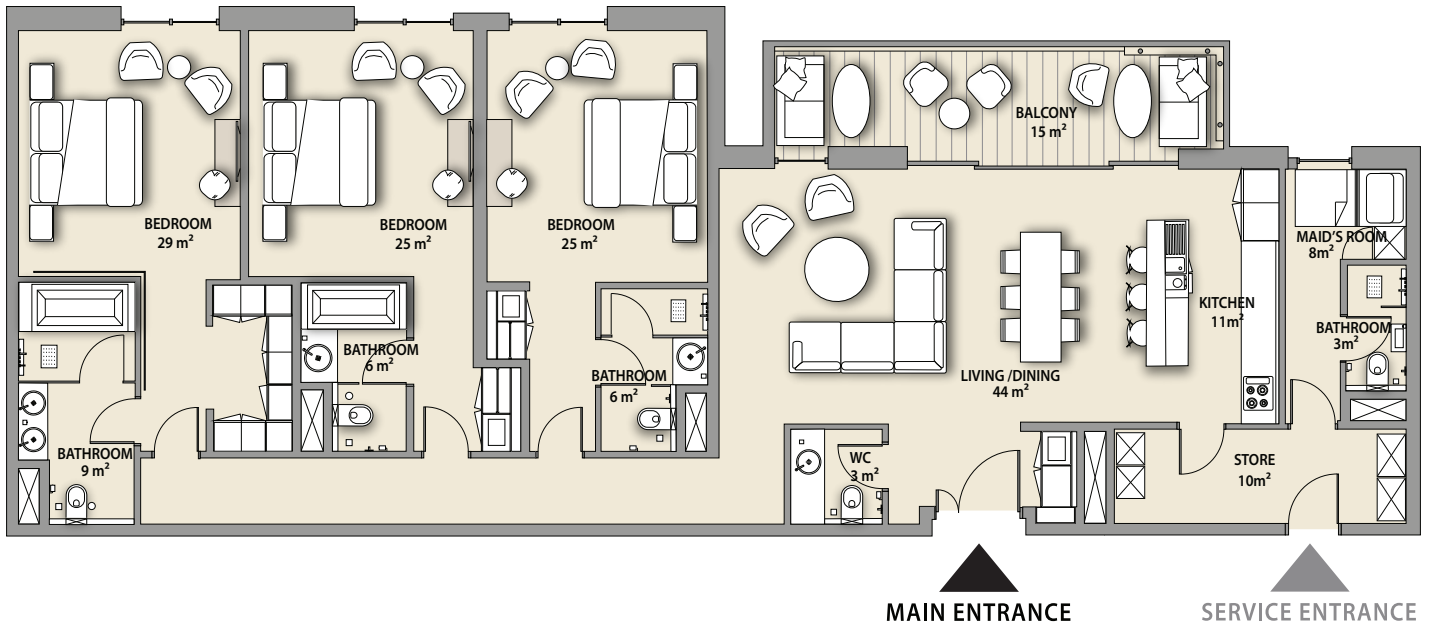 BALCONY
15 m²
BEDROOM
29 m²
BEDROOM
25 m²
BEDROOM
25 m²
MAID'S ROOM
8m²
KITCHEN
11m²
BATHROOM
3m²
BATHROOM
6 m²
BATHROOM
6 m²
LIVING /DINING
44 m²
BATHROOM
9 m²
WC
3 m²
STORE
10m²
MAIN ENTRANCE
SERVICE ENTRANCE